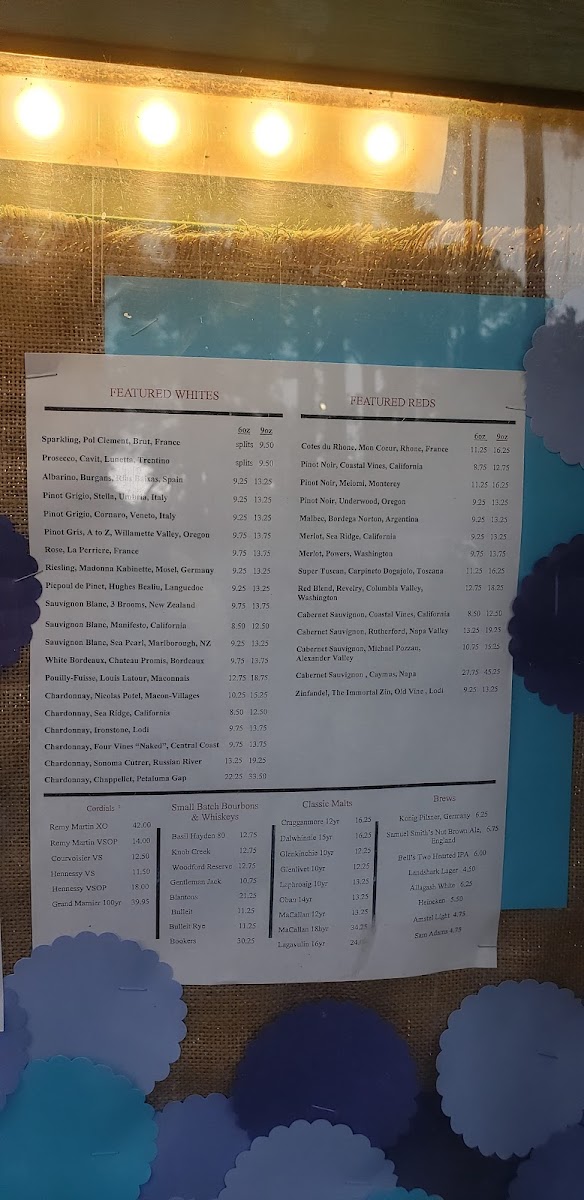 FEATURED WHITES
6oz 9oz
Sparkling, Pol Clement, Brut, France splits 9.50
Prosecco, Cavit, Lunetta, Trentino splits 9.50
Albarino, Burgans, Rias Baixas, Spain 9.25 13.25
Pinot Grigio, Stella, Umbria, Italy 9.25 13.25
Pinot Grigio, Cornaro, Veneto, Italy 9.25 13.25
Pinot Gris, A to Z, Willamette Valley, Oregon 9.75 13.75
Rose, La Perriere, France 9.75 13.75
Riesling, Madonna Kabinette, Mosel, Germany 9.25 13.25
Picpoul de Pinet, Hughes Beaulieu, Languedoc 9.25 13.25
Sauvignon Blanc, 3 Brooms, New Zealand 9.75 13.75
Sauvignon Blanc, Manifesto, California 8.50 12.50
Sauvignon Blanc, Sea Pearl, Marlborough, NZ 9.25 13.25
White Bordeaux, Chateau Promis, Bordeaux 9.75 13.75
Pouilly-Fuisse, Louis Latour, Maconnais 12.75 18.75
Chardonnay, Nicolas Potel, Macon-Villages 10.25 15.25
Chardonnay, Sea Ridge, California 8.50 12.50
Chardonnay, Ironstone, Lodi 9.75 13.75
Chardonnay, Four Vines "Naked", Central Coast 9.75 13.75
Chardonnay, Sonoma Cutrer, Russian River 13.25 19.25
Chardonnay, Chappellet, Petaluma Gap 22.25 33.50
FEATURED REDS
6oz 9oz
Cotes du Rhone, Mon Coeur, Rhone, France 11.25 16.25
Pinot Noir, Coastal Vines, California 8.75 12.75
Pinot Noir, Meiomi, Monterey 11.25 16.25
Pinot Noir, Underwood, Oregon 9.25 13.25
Malbec, Bordega Norton, Argentina 9.25 13.25
Merlot, Sea Ridge, California 9.25 13.25
Merlot, Powers, Washington 9.75 13.75
Super Tuscan, Carpineto Dogajolo, Toscana 11.25 16.25
Red Blend, Revelry, Columbia Valley, 12.75 18.25
Washington
Cabernet Sauvignon, Coastal Vines, California 8.50 12.50
Cabernet Sauvignon, Rutherford, Napa Valley 13.25 19.25
Cabernet Sauvignon, Michael Pozzan, 10.75 15.25
Alexander Valley
Cabernet Sauvignon , Caymus, Napa 27.75 45.25
Zinfandel, The Immortal Zin, Old Vine , Lodi 9.25 13.25
Cordials
Remy Martin XO 42.00
Remy Martin VSOP 14.00
Courvoisier VS 12.50
Hennessy VS 11.50
Hennessy VSOP 18.00
Grand Marnier 100yr 39.95
Small Batch Bourbons
& Whiskeys
Basil Hayden 80 12.75
Knob Creek 12.75
Woodford Reserve 12.75
Gentleman Jack 10.75
Blantons 21.25
Bulleit 11.25
Bulleit Rye 11.25
Bookers 30.25
Classic Malts
Cragganmore 12yr 16.25
Dalwhinnie 15yr 16.25
Glenkinchie 10yr 12.25
Glenlivet 10yr 12.25
Laparoaig 10yr 13.25
Oban 14yr 13.25
MaCallan 12yr 13.25
MaCallan 18hyr 34.25
Lagavulin 16yr
Brews
Konig Pilsner, Germany 6.25
Samuel Smith's Nut Brown Ale, 6.75
England
Bell's Two Hearted IPA 6.00
Landshark Lager 4.50
Allagash White 6.25
Heineken 5.50
Amstel Light 4.75
Sam Adams 4.75